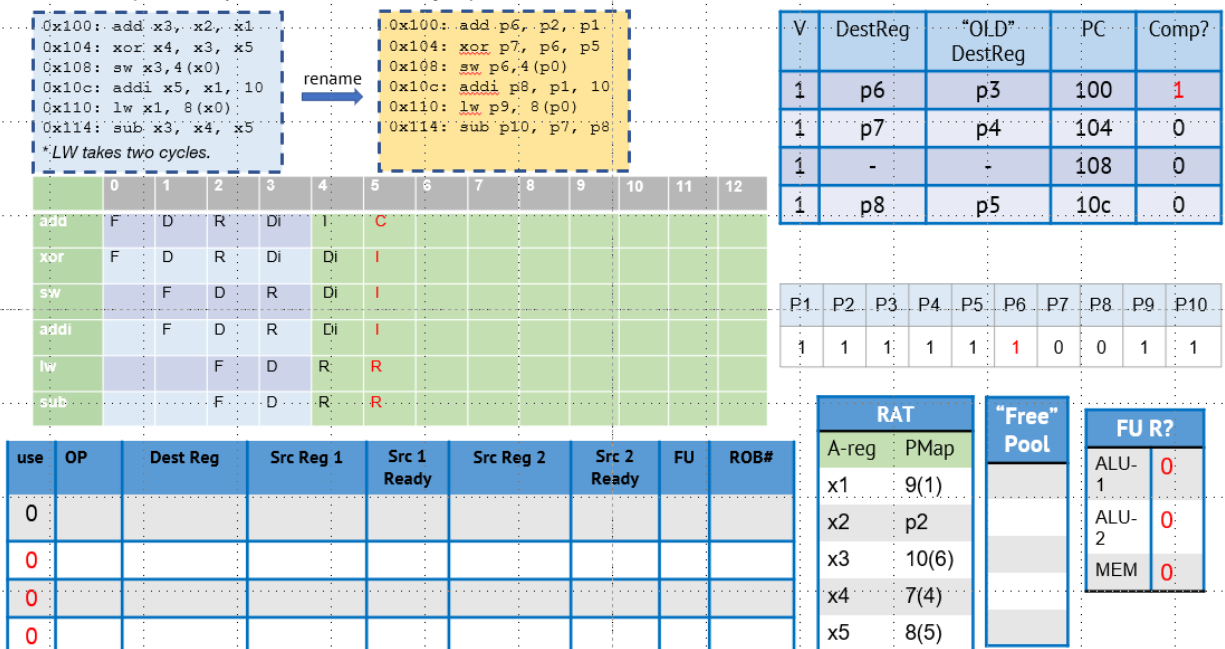 0x100: add x3, x2, x1
0x104: xor x4, x3, x5
0x108: sw x3,4(x0)
0x10c: addi x5, x1, 10
0x110: lw x1, 8(x0)
0x114: sub x3, x4, x5
* LW takes two cycles.
rename
0x100: add p6, p2, p1
0x104: xor p7, p6, p5
0x108: sw p6,4(p0)
0x10c: addi p8, p1, 10
0x110: lw p9, 8(p0)
0x114: sub p10, p7, p8
V DestReg "OLD" DestReg PC Comp?
1 p6 p3 100 1
1 p7 p4 104 0
1 - - 108 0
1 p8 p5 10c 0
0 1 2 3 4 5 6 7 8 9 10 11 12
add F D R Di I C
xor F D R Di Di I
sw F D R Di I
addi F D R Di I
lw F D R R
sub F D R R
P1 P2 P3 P4 P5 P6 P7 P8 P9 P10
1 1 1 1 1 1 0 0 1 1
use OP Dest Reg Src Reg 1 Src 1 Ready Src Reg 2 Src 2 Ready FU ROB#
0
0
0
0
RAT
A-reg PMap
x1 9(1)
x2 p2
x3 10(6)
x4 7(4)
x5 8(5)
"Free"
Pool
FU R?
ALU-1 0
ALU-2 0
MEM 0